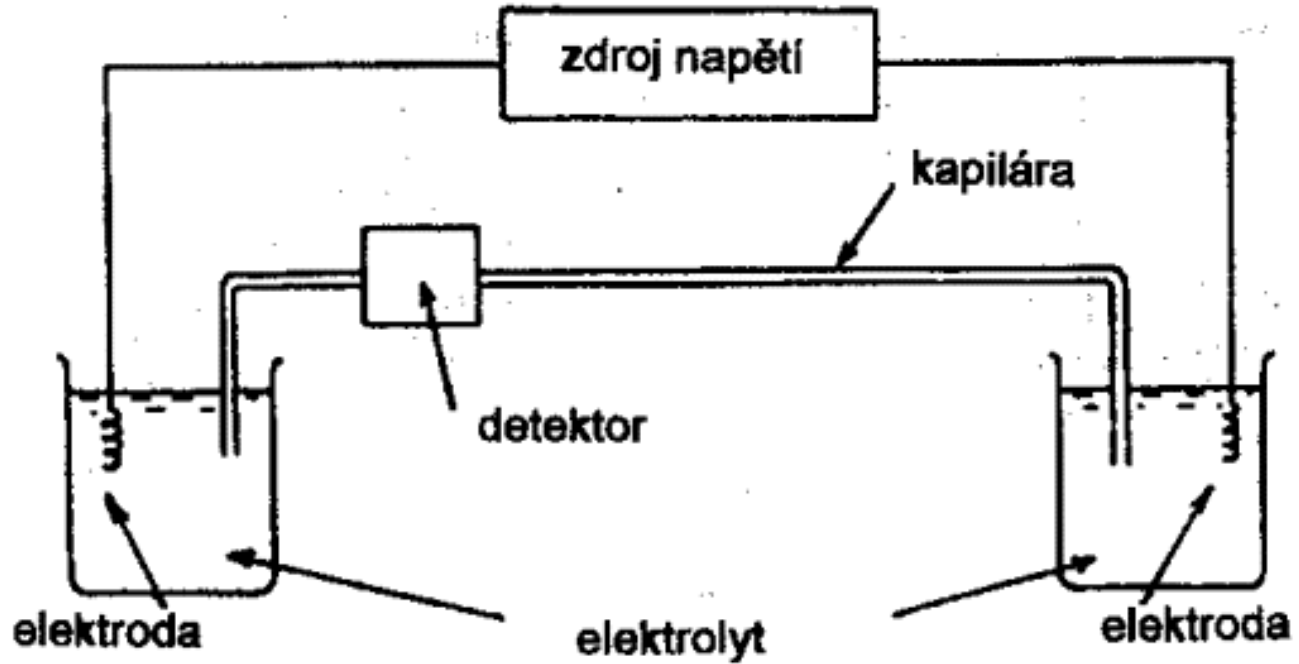 zdroj napětí
kapilára
detektor
elektroda
elektrolyt
elektroda